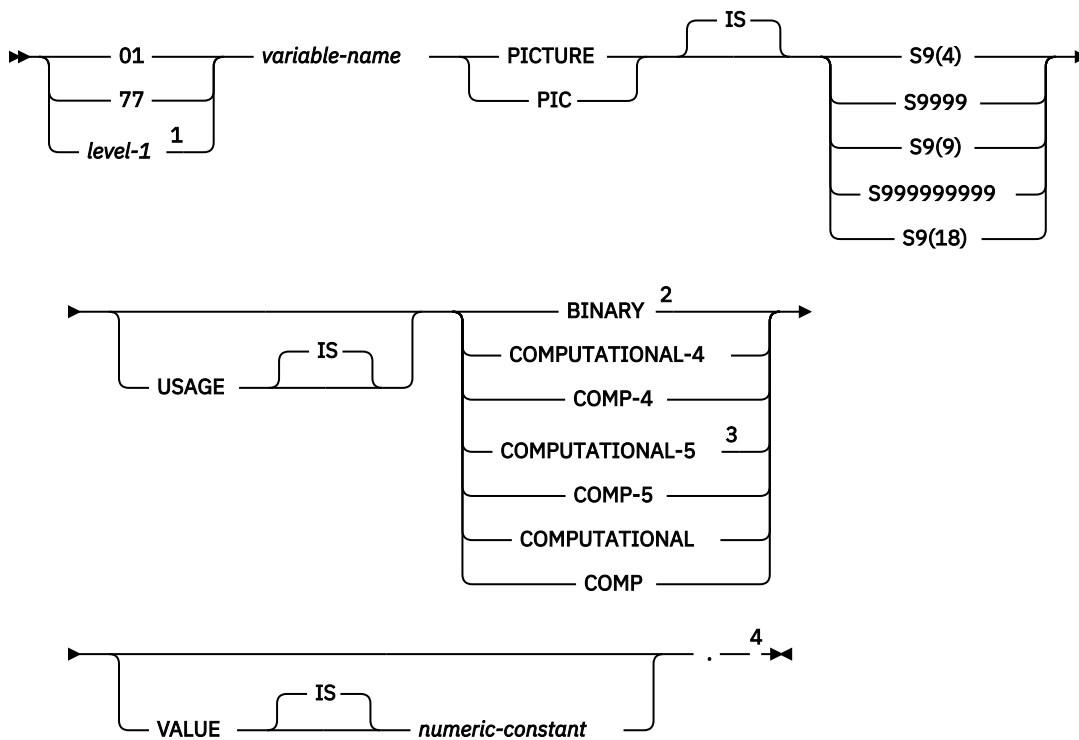 IS
01 variable-name PICTURE S9(4)
77 PIC S9999
level-1 1 S9(9)
S999999999
S9(18)
BINARY 2
IS COMPUTATIONAL-4
USAGE COMP-4
COMPUTATIONAL-5 3
COMP-5
COMPUTATIONAL
COMP
. 4
IS
VALUE numeric-constant